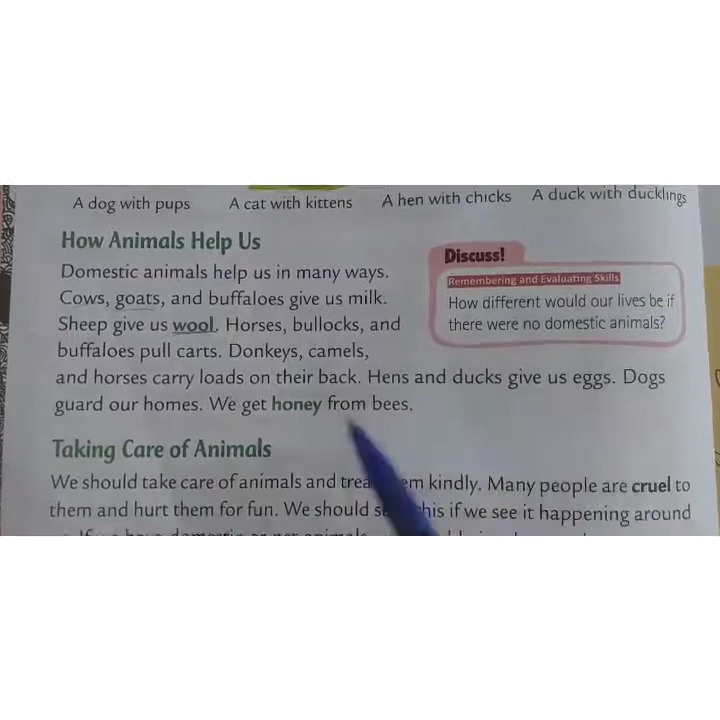 A dog with pups A cat with kittens A hen with chicks A duck with ducklings
How Animals Help Us
Domestic animals help us in many ways.
Cows, goats, and buffaloes give us milk.
Sheep give us wool. Horses, bullocks, and
buffaloes pull carts. Donkeys, camels,
and horses carry loads on their back. Hens and ducks give us eggs. Dogs
guard our homes. We get honey from bees.
Discuss!
Remembering and Evaluating Skills
How different would our lives be if
there were no domestic animals?
Taking Care of Animals
We should take care of animals and kindly. Many people are cruel to
them and hurt them for fun. We should if we see it happening around